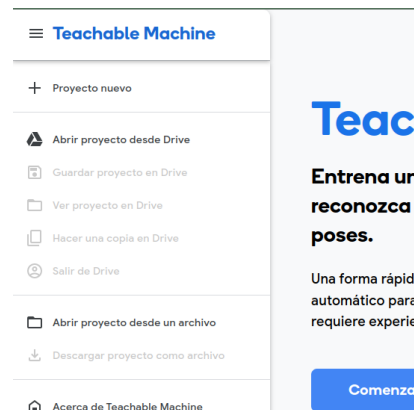 Teachable Machine
Proyecto nuevo
Abrir proyecto desde Drive
Guardar proyecto en Drive
Ver proyecto en Drive
Hacer una copia en Drive
Salir de Drive
Abrir proyecto desde un archivo
Descargar proyecto como archivo
Acerca de Teachable Machine
Teac
Entrena un
reconozca
poses.
Una forma rápid
automático para
requiere experie
Comenza